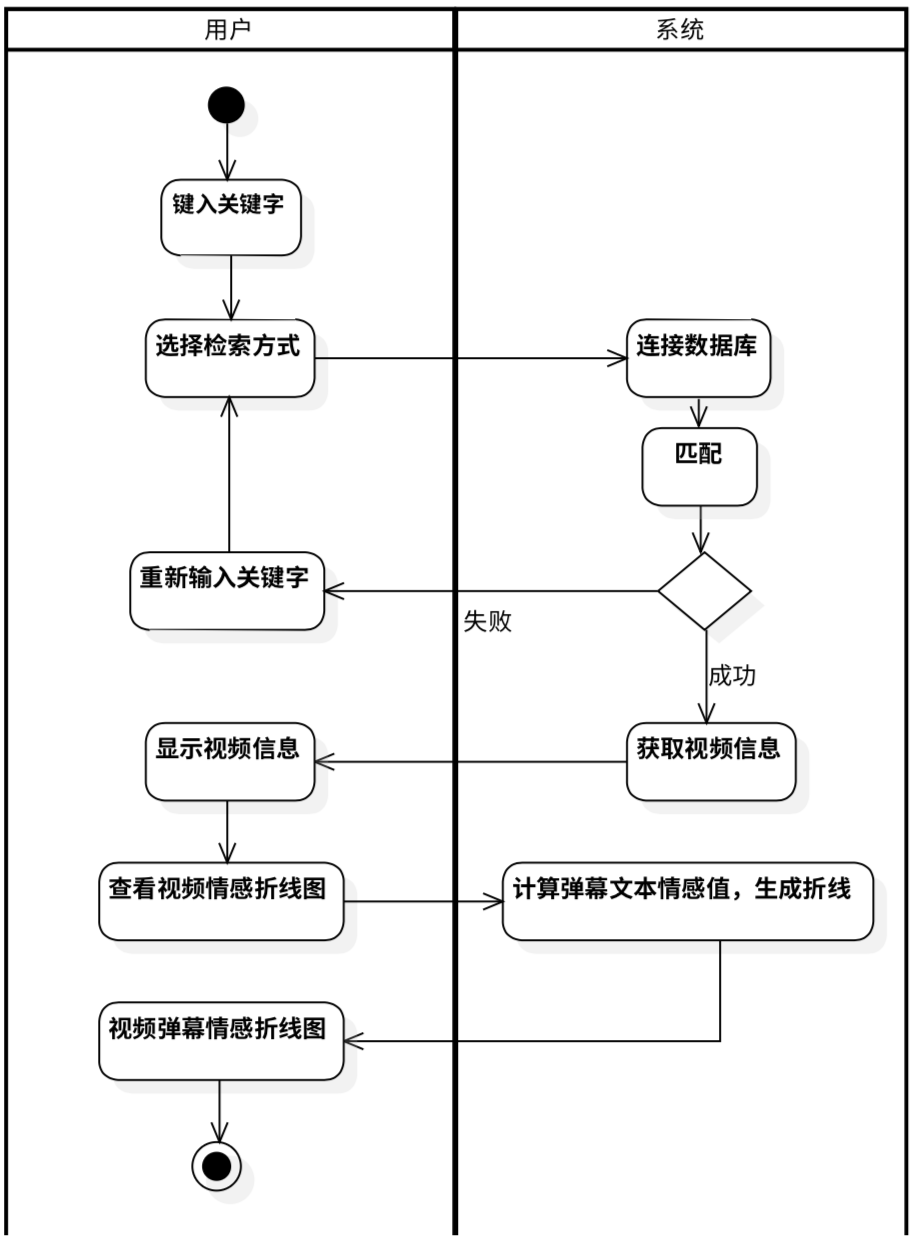 用户
系统
键入关键字
选择检索方式
连接数据库
匹配
重新输入关键字
失败
成功
显示视频信息
获取视频信息
查看视频情感折线图
计算弹幕文本情感值，生成折线
视频弹幕情感折线图